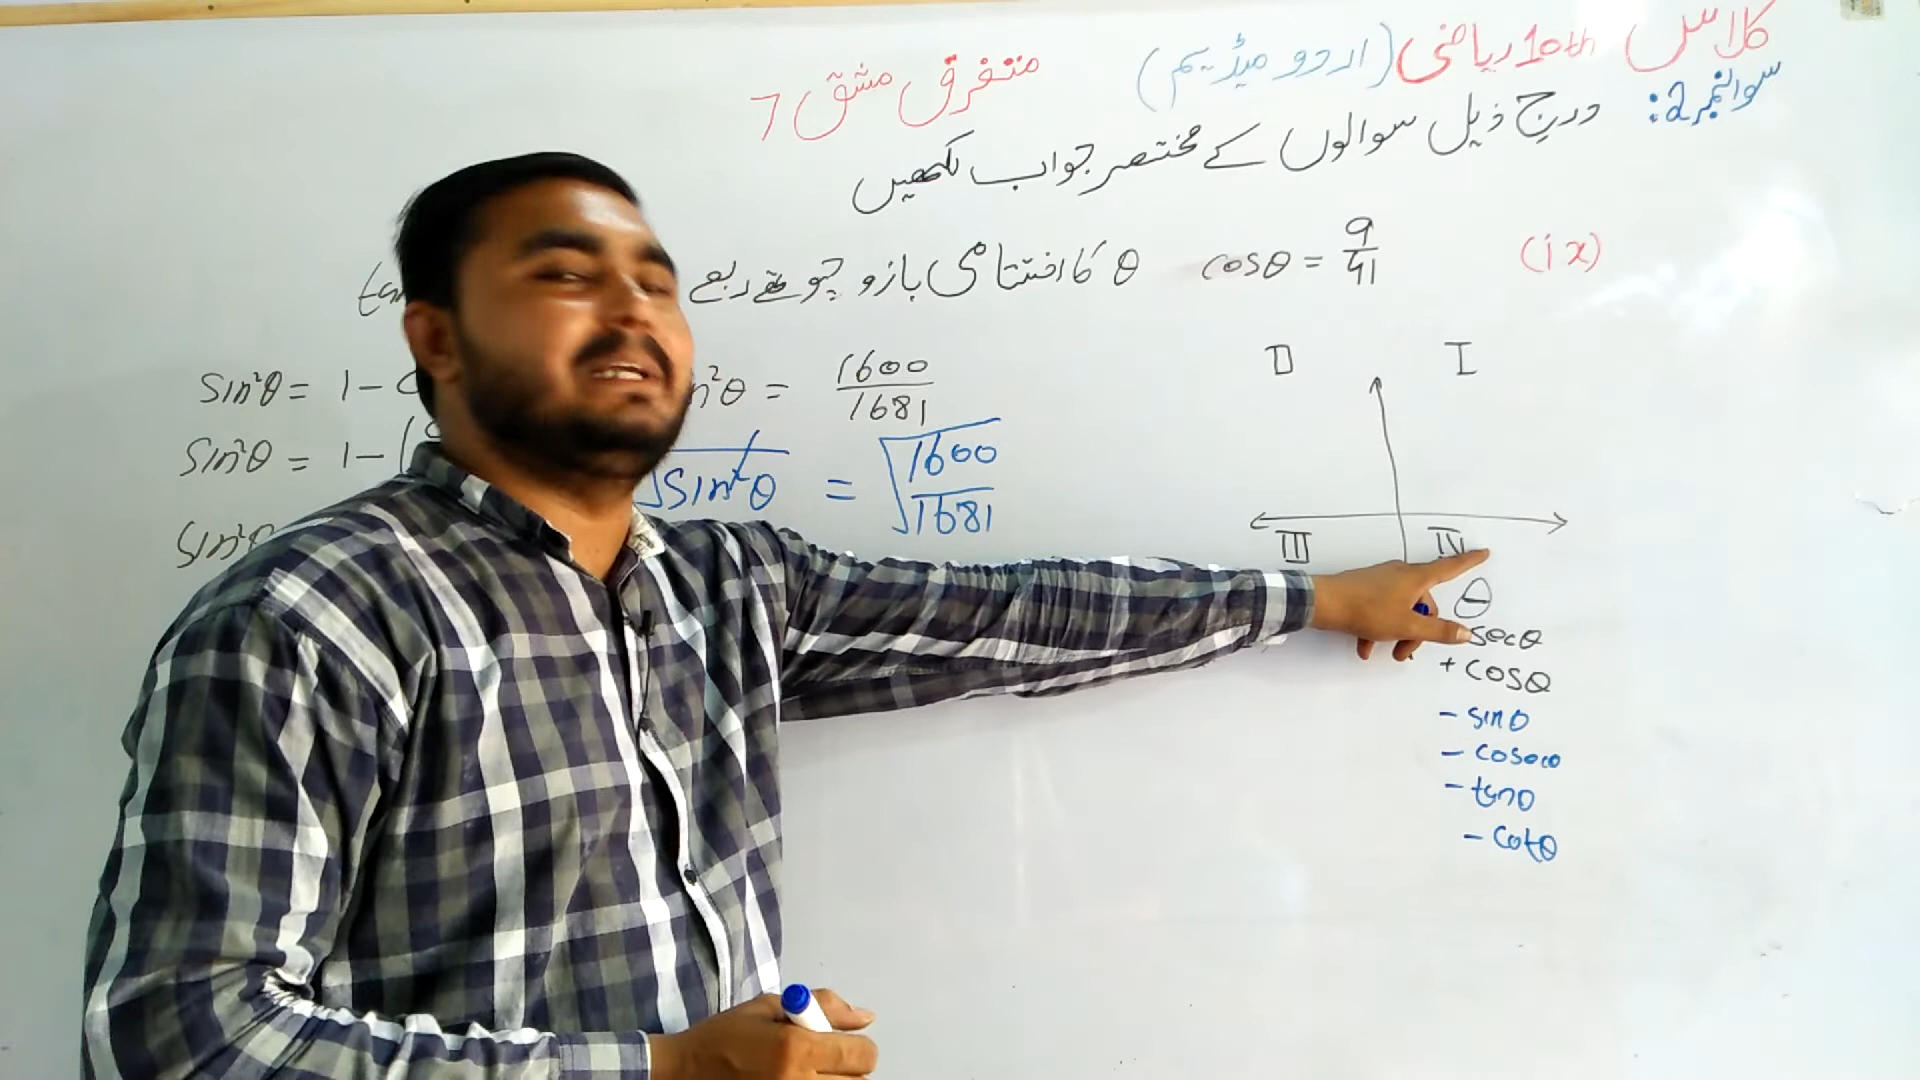 کلاس 10th ریاضی (اردو میڈیم) متفرق مشق 7
سوالنمبر2: درج ذیل سوالوں کے مختصر جواب لکھیں
(ix) cosθ = 9/41 θ کا اختتامی بازو چوتھے ربع tan
sin²θ = 1 -
sin²θ = 1 - (
sin²θ
n²θ = 1600/1681
√sin²θ = √1600/1681
II I
III IV
θ
secθ
+ cosθ
- sinθ
- cosecθ
- tanθ
- cotθ